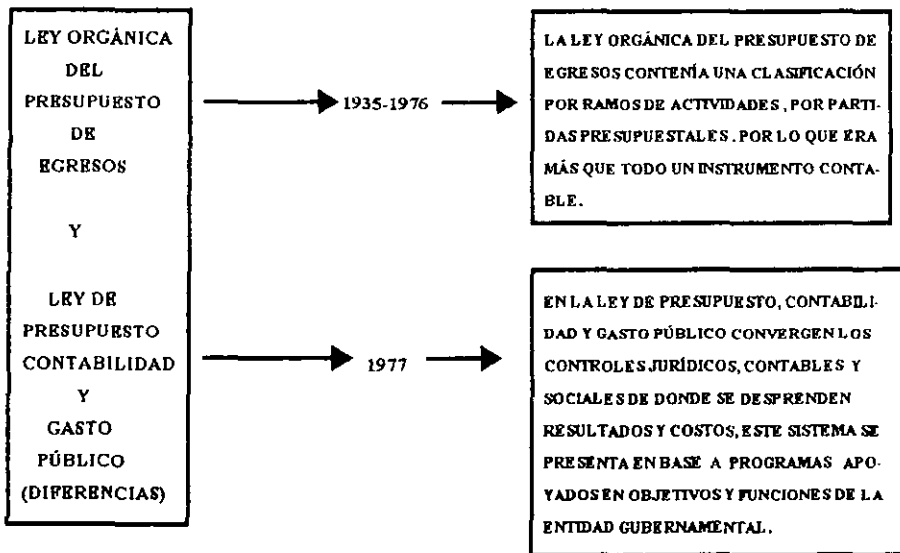 LEY ORGÁNICA
DEL
PRESUPUESTO
DE
EGRESOS
Y
LEY DE
PRESUPUESTO
CONTABILIDAD
Y
GASTO
PÚBLICO
(DIFERENCIAS)
1935-1976
LA LEY ORGÁNICA DEL PRESUPUESTO DE
EGRESOS CONTENÍA UNA CLASIFICACIÓN
POR RAMOS DE ACTIVIDADES, POR PARTI-
DAS PRESUPUESTALES. POR LO QUE ERA
MÁS QUE TODO UN INSTRUMENTO CONTA-
BLE.
1977
EN LA LEY DE PRESUPUESTO, CONTABILI-
DAD Y GASTO PÚBLICO CONVERGEN LOS
CONTROLES JURÍDICOS, CONTABLES Y
SOCIALES DE DONDE SE DESPRENDEN
RESULTADOS Y COSTOS, ESTE SISTEMA SE
PRESENTA EN BASE A PROGRAMAS APO-
YADOS EN OBJETIVOS Y FUNCIONES DE LA
ENTIDAD GUBERNAMENTAL.